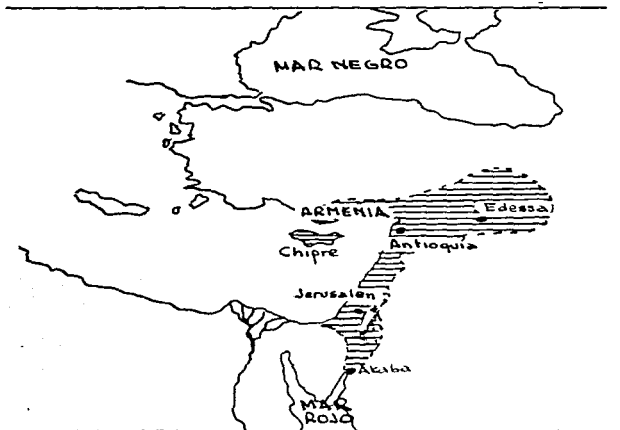 MAR NEGRO
ARMENIA
Edessa
Antioquia
Chipre
Jerusalen
Akaba
MAR
ROJO